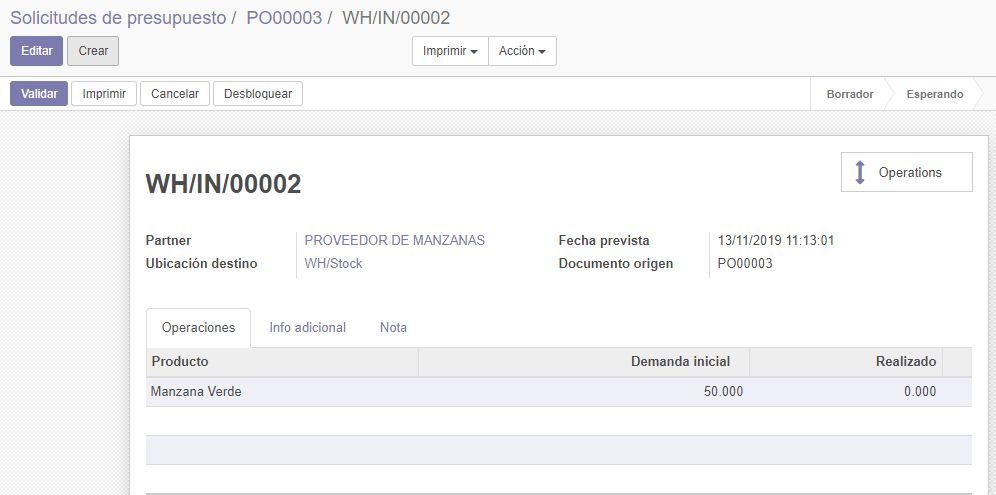 Solicitudes de presupuesto / PO00003 / WH/IN/00002
Editar Crear Imprimir Acción
Validar Imprimir Cancelar Desbloquear Borrador Esperando
Operations
WH/IN/00002
Partner PROVEEDOR DE MANZANAS Fecha prevista 13/11/2019 11:13:01
Ubicación destino WH/Stock Documento origen PO00003
Operaciones Info adicional Nota
Producto Demanda inicial Realizado
Manzana Verde 50.000 0.000